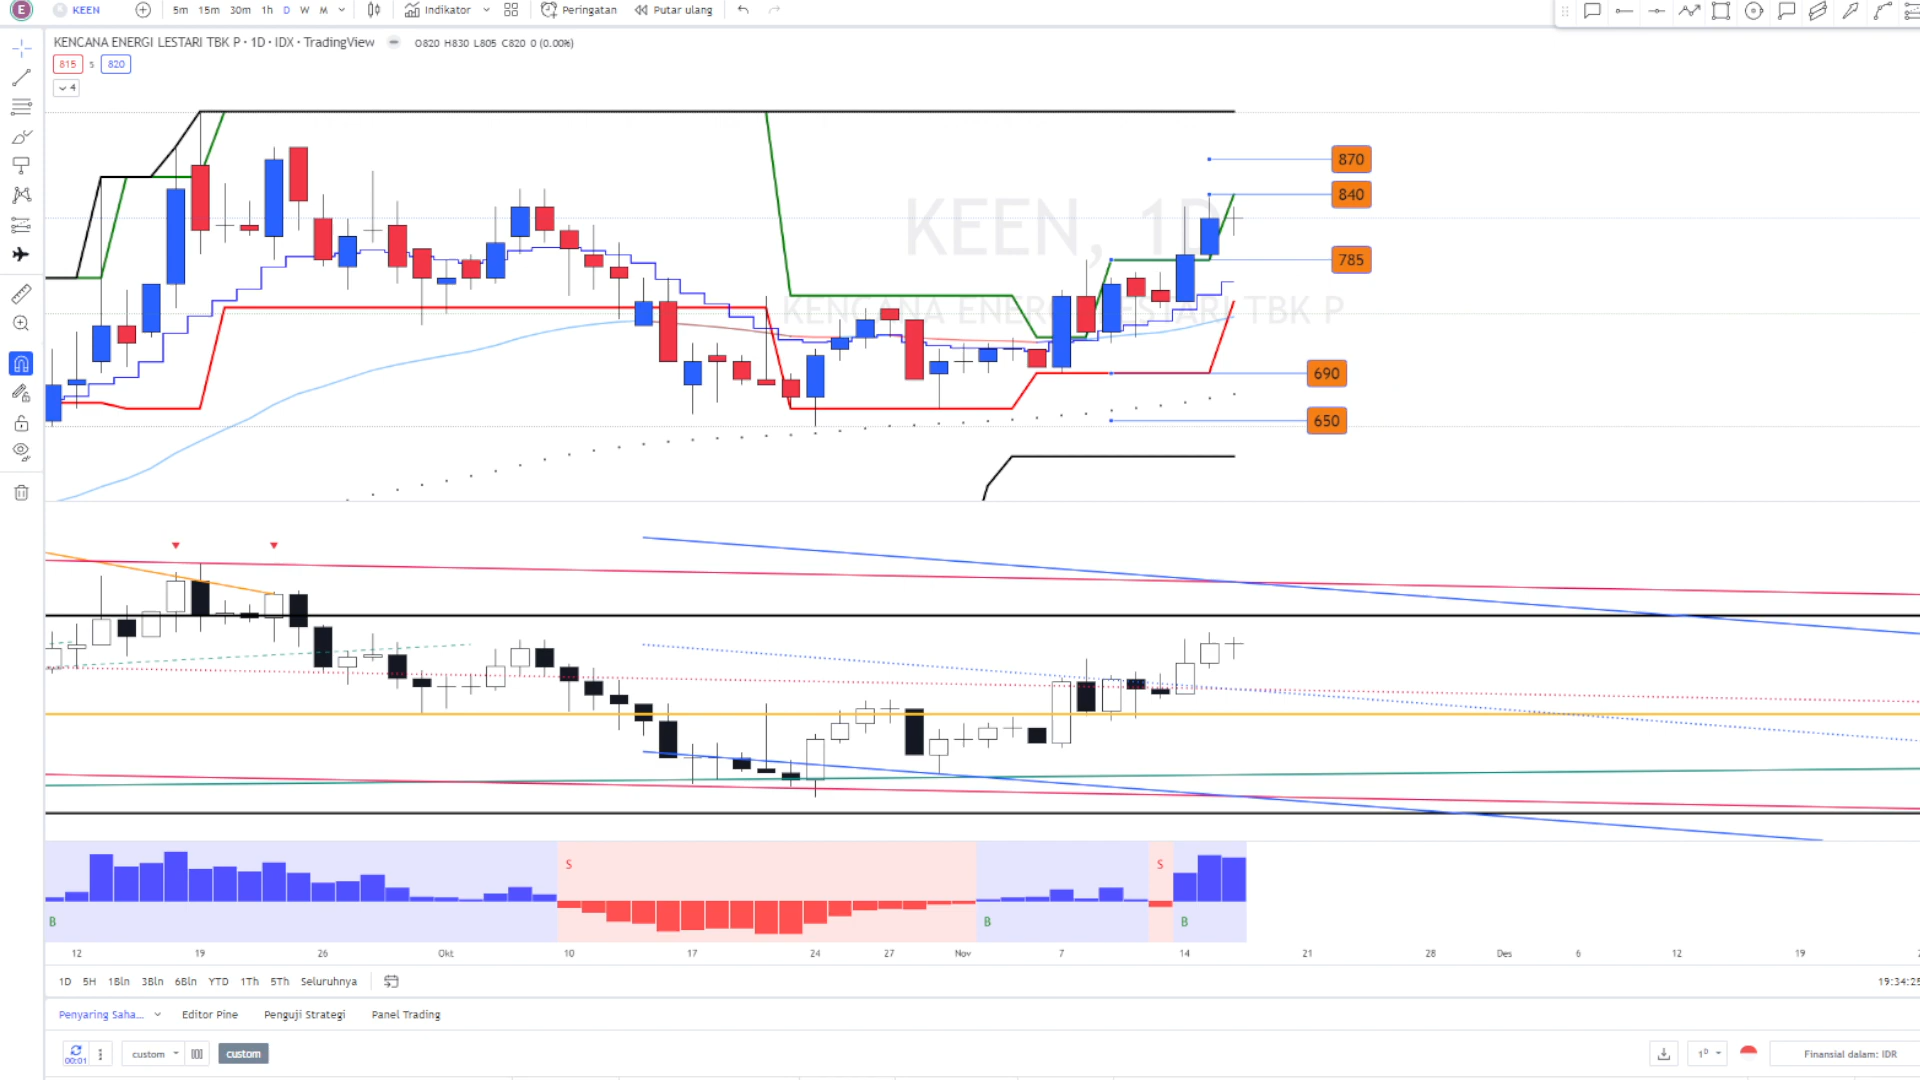 E KEEN 5m 15m 30m 1h D W M Indikator Peringatan Putar ulang
KENCANA ENERGI LESTARI TBK P · 1D · IDX · TradingView O820 H830 L805 C820 0 (0.00%)
815 5 820
4
KEEN, 1D
KENCANA ENERGI LESTARI TBK P
870
840
785
690
650
S S
B B B
12 19 26 Okt 10 17 24 27 Nov 7 14 21 28 Des 6 12 19
1D 5H 1Bln 3Bln 6Bln YTD 1Th 5Th Seluruhnya 19:34:25
Penyaring Saha... Editor Pine Penguji Strategi Panel Trading
00:01 custom custom 1D Finansial dalam: IDR